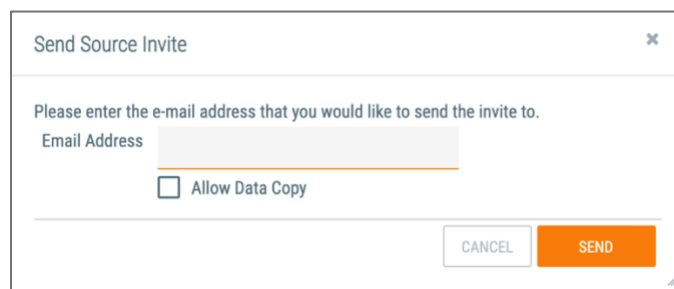 Send Source Invite
Please enter the e-mail address that you would like to send the invite to.
Email Address
Allow Data Copy
CANCEL SEND